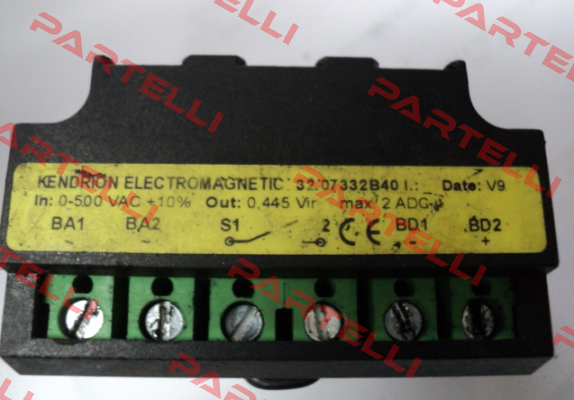 KENDRION ELECTROMAGNETIC 32 07332B40 I.: Date: V9
In: 0-500 VAC +10% Out: 0,445 Vin max 2 ADC
BA1 BA2 S1 2 CE BD1 BD2
- +
PARTELLI
PARTELLI
PARTELLI
PARTELLI
PARTELLI
PARTELLI